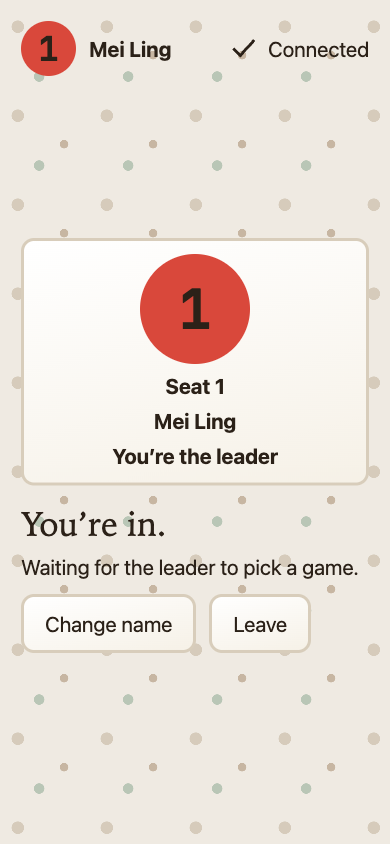 1 Mei Ling Connected
1
Seat 1
Mei Ling
You’re the leader
You’re in.
Waiting for the leader to pick a game.
Change name Leave